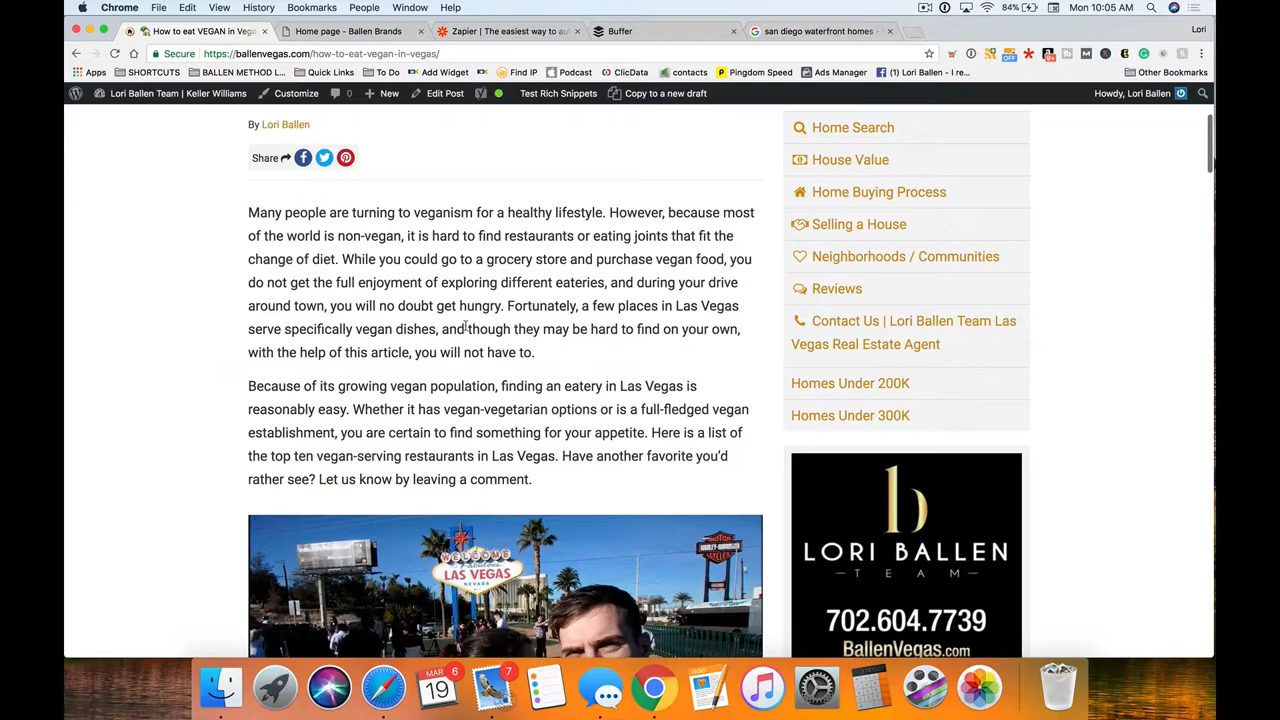 Chrome File Edit View History Bookmarks People Window Help 84% Mon 10:05 AM
How to eat VEGAN in Vega
Home page - Ballen Brands
Zapier | The easiest way to aut
Buffer
san diego waterfront homes -
Lori
Secure https://ballenvegas.com/how-to-eat-vegan-in-vegas/
Apps SHORTCUTS BALLEN METHOD L... Quick Links To Do Add Widget Find IP Podcast ClicData contacts Pingdom Speed Ads Manager (1) Lori Ballen - I re... Other Bookmarks
Lori Ballen Team | Keller Williams Customize 0 New Edit Post Test Rich Snippets Copy to a new draft Howdy, Lori Ballen
By Lori Ballen
Share
Many people are turning to veganism for a healthy lifestyle. However, because most
of the world is non-vegan, it is hard to find restaurants or eating joints that fit the
change of diet. While you could go to a grocery store and purchase vegan food, you
do not get the full enjoyment of exploring different eateries, and during your drive
around town, you will no doubt get hungry. Fortunately, a few places in Las Vegas
serve specifically vegan dishes, and though they may be hard to find on your own,
with the help of this article, you will not have to.
Because of its growing vegan population, finding an eatery in Las Vegas is
reasonably easy. Whether it has vegan-vegetarian options or is a full-fledged vegan
establishment, you are certain to find something for your appetite. Here is a list of
the top ten vegan-serving restaurants in Las Vegas. Have another favorite you'd
rather see? Let us know by leaving a comment.
WELCOME
TO Fabulous
LAS VEGAS
NEVADA
HARLEY-DAVIDSON
Home Search
House Value
Home Buying Process
Selling a House
Neighborhoods / Communities
Reviews
Contact Us | Lori Ballen Team Las
Vegas Real Estate Agent
Homes Under 200K
Homes Under 300K
b
LORI BALLEN
TEAM
702.604.7739
BallenVegas.com
MAR
19
6
7